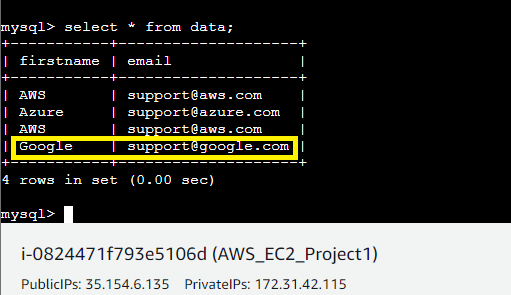 mysql> select * from data;
+-----------+--------------------+
| firstname | email              |
+-----------+--------------------+
| AWS       | support@aws.com    |
| Azure     | support@azure.com  |
| AWS       | support@aws.com    |
| Google    | support@google.com |
+-----------+--------------------+
4 rows in set (0.00 sec)
mysql>
i-0824471f793e5106d (AWS_EC2_Project1)
PublicIPs: 35.154.6.135 PrivateIPs: 172.31.42.115